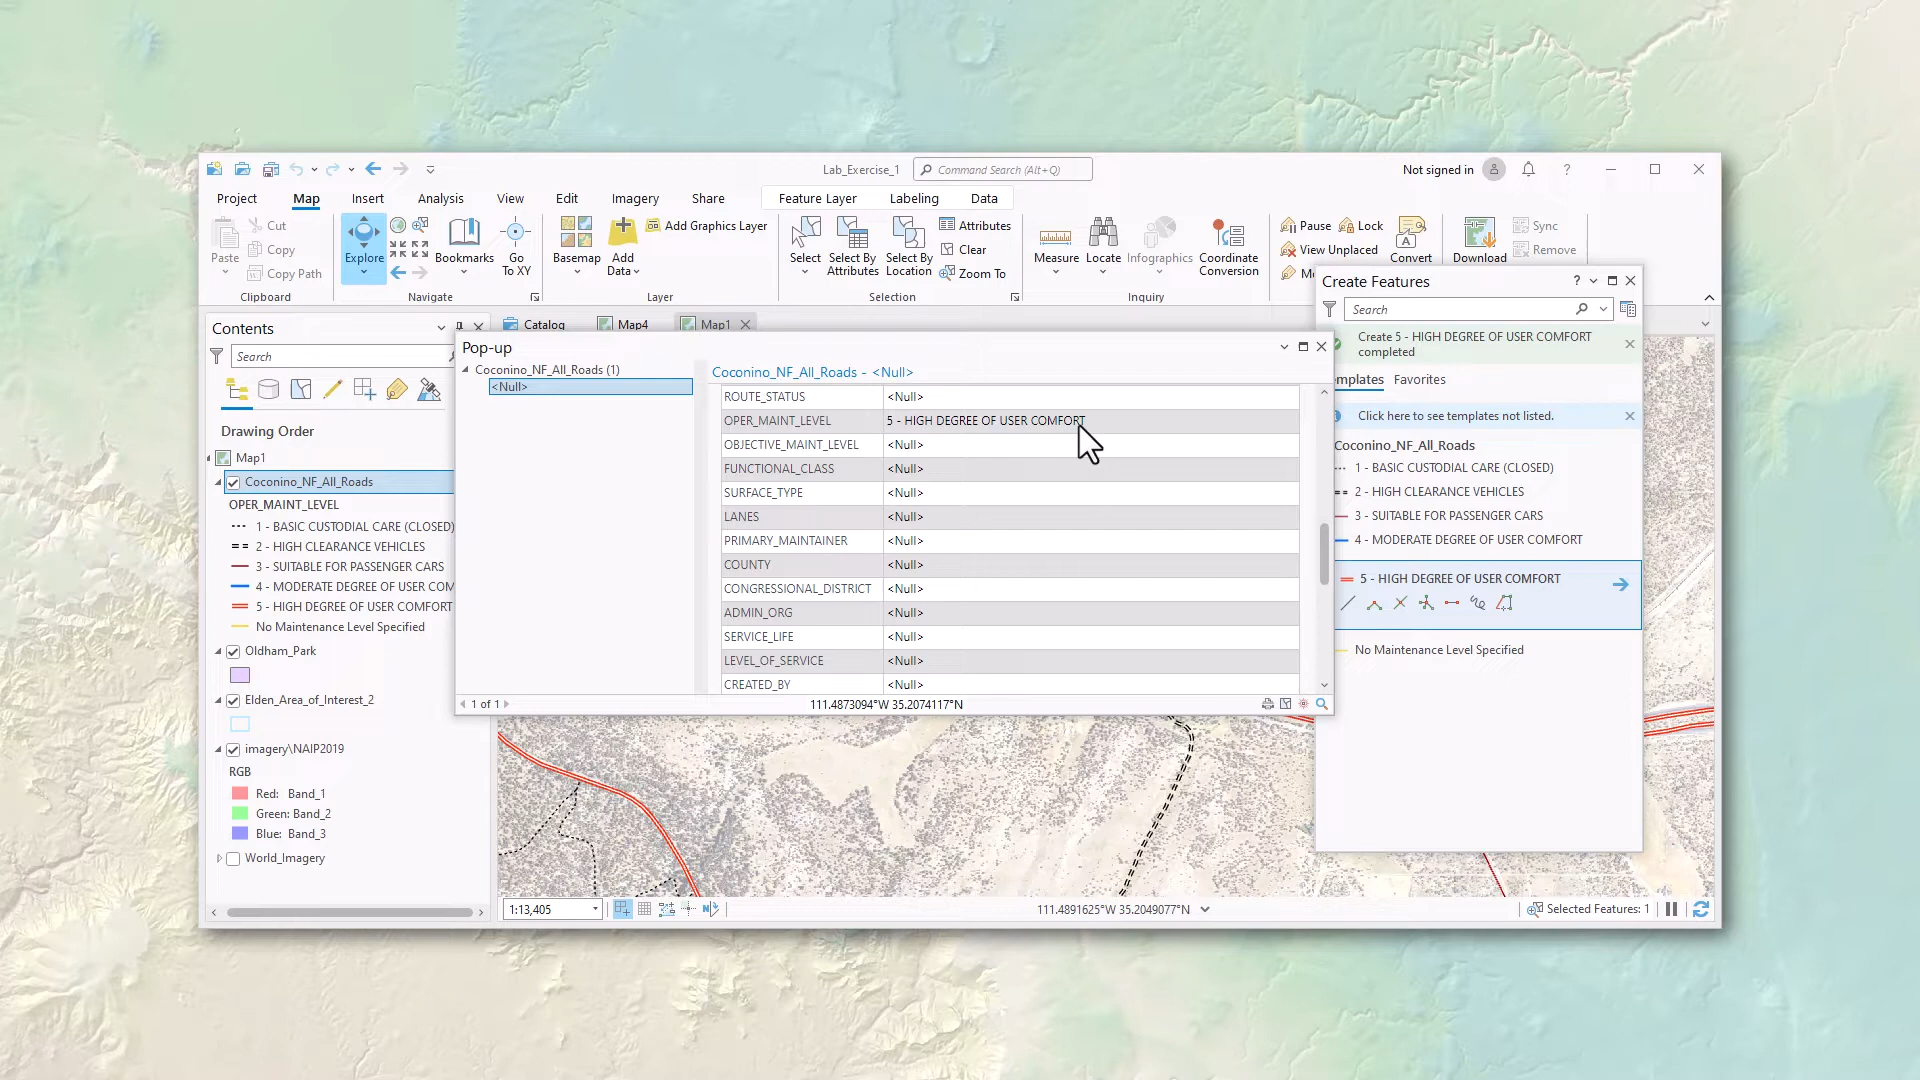 Lab_Exercise_1
Command Search (Alt+Q)
Not signed in
?
Project
Map
Insert
Analysis
View
Edit
Imagery
Share
Feature Layer
Labeling
Data
Paste
Cut
Copy
Copy Path
Clipboard
Explore
Bookmarks
Go To XY
Navigate
Basemap
Add Data
Add Graphics Layer
Layer
Select
Select By Attributes
Select By Location
Attributes
Clear
Zoom To
Selection
Measure
Locate
Infographics
Coordinate Conversion
Inquiry
Pause
Lock
View Unplaced
Convert
Download
Sync
Remove
Contents
Search
Drawing Order
Map1
Coconino_NF_All_Roads
OPER_MAINT_LEVEL
1 - BASIC CUSTODIAL CARE (CLOSED)
2 - HIGH CLEARANCE VEHICLES
3 - SUITABLE FOR PASSENGER CARS
4 - MODERATE DEGREE OF USER COM
5 - HIGH DEGREE OF USER COMFORT
No Maintenance Level Specified
Oldham_Park
Elden_Area_of_Interest_2
imagery\NAIP2019
RGB
Red: Band_1
Green: Band_2
Blue: Band_3
World_Imagery
Catalog
Map4
Map1
Pop-up
Coconino_NF_All_Roads (1)
<Null>
Coconino_NF_All_Roads - <Null>
ROUTE_STATUS <Null>
OPER_MAINT_LEVEL 5 - HIGH DEGREE OF USER COMFORT
OBJECTIVE_MAINT_LEVEL <Null>
FUNCTIONAL_CLASS <Null>
SURFACE_TYPE <Null>
LANES <Null>
PRIMARY_MAINTAINER <Null>
COUNTY <Null>
CONGRESSIONAL_DISTRICT <Null>
ADMIN_ORG <Null>
SERVICE_LIFE <Null>
LEVEL_OF_SERVICE <Null>
CREATED_BY <Null>
1 of 1
111.4873094°W 35.2074117°N
Create Features
?
Search
Create 5 - HIGH DEGREE OF USER COMFORT
completed
emplates
Favorites
Click here to see templates not listed.
Coconino_NF_All_Roads
1 - BASIC CUSTODIAL CARE (CLOSED)
2 - HIGH CLEARANCE VEHICLES
3 - SUITABLE FOR PASSENGER CARS
4 - MODERATE DEGREE OF USER COMFORT
5 - HIGH DEGREE OF USER COMFORT
No Maintenance Level Specified
1:13,405
111.4891625°W 35.2049077°N
Selected Features: 1